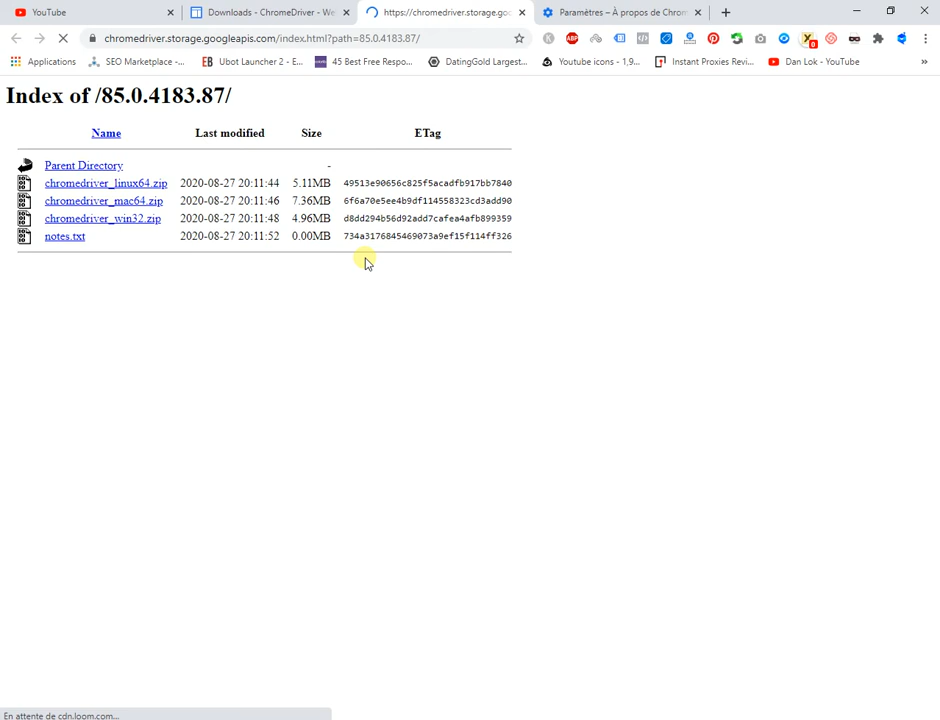 YouTube
Downloads - ChromeDriver - We
https://chromedriver.storage.goo
Paramètres – À propos de Chrom
chromedriver.storage.googleapis.com/index.html?path=85.0.4183.87/
ABP
0
Applications
SEO Marketplace -...
Ubot Launcher 2 - E...
45 Best Free Respo...
DatingGold Largest...
Youtube icons - 1,9...
Instant Proxies Revi...
Dan Lok - YouTube
»
Index of /85.0.4183.87/
Name Last modified Size ETag
Parent Directory -
chromedriver_linux64.zip 2020-08-27 20:11:44 5.11MB 49513e90656c825f5acadfb917bb7840
chromedriver_mac64.zip 2020-08-27 20:11:46 7.36MB 6f6a70e5ee4b9df114558323cd3add90
chromedriver_win32.zip 2020-08-27 20:11:48 4.96MB d8dd294b56d92add7cafea4afb899359
notes.txt 2020-08-27 20:11:52 0.00MB 734a3176845469073a9ef15f114ff326
En attente de cdn.loom.com...